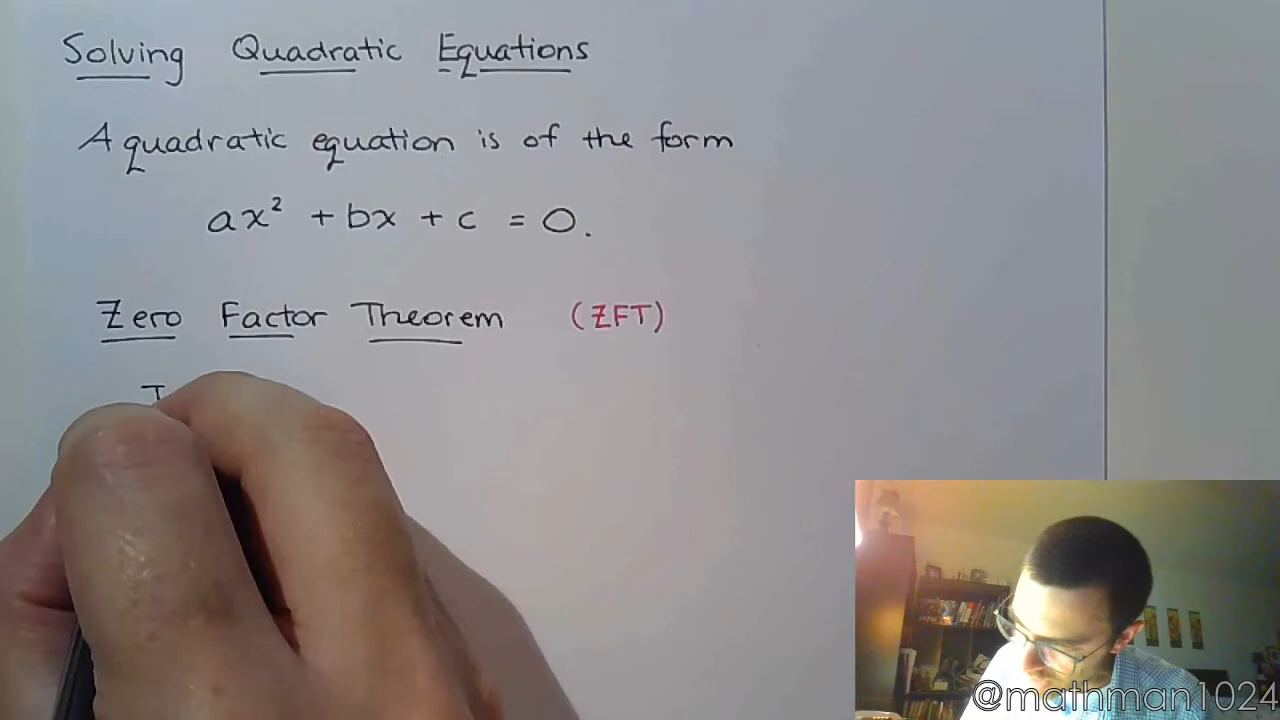 Solving Quadratic Equations
A quadratic equation is of the form
ax² + bx + c = 0.
Zero Factor Theorem (ZFT)
@mathman1024